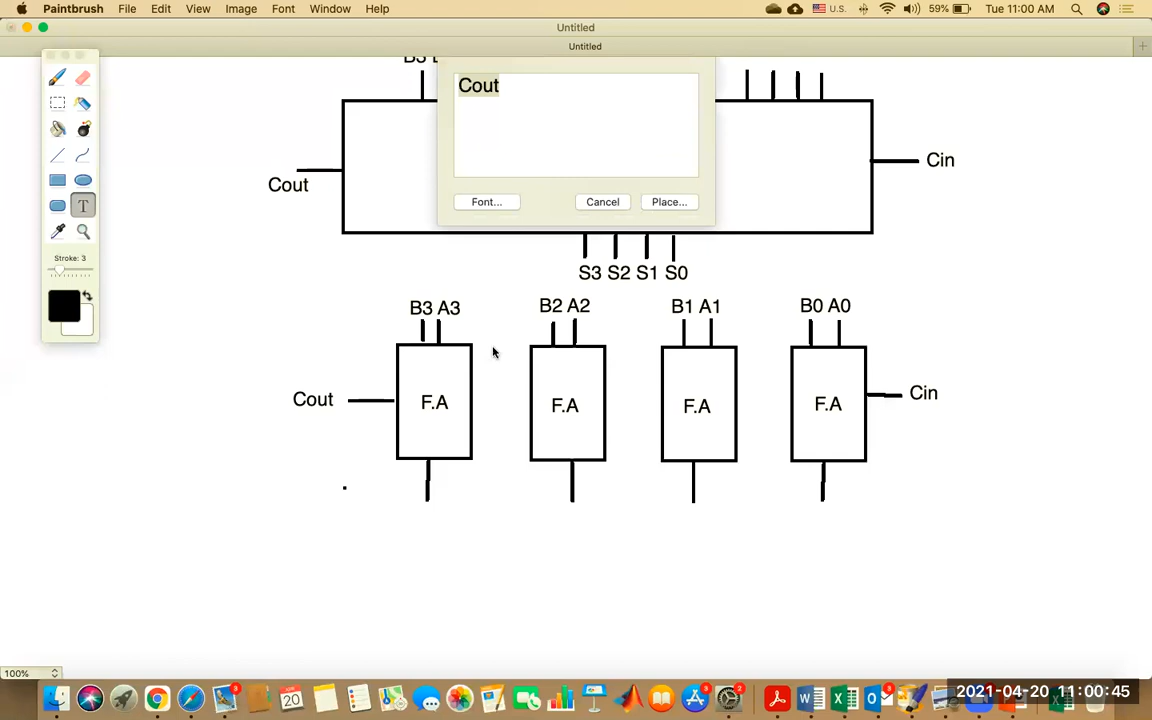 Paintbrush File Edit View Image Font Window Help
U.S. 59% Tue 11:00 AM
Untitled
Untitled
B3
Cout
Cout
Cin
Font... Cancel Place...
Stroke: 3
S3 S2 S1 S0
B3 A3 B2 A2 B1 A1 B0 A0
Cout F.A F.A F.A F.A Cin
100%
2021-04-20 11:00:45